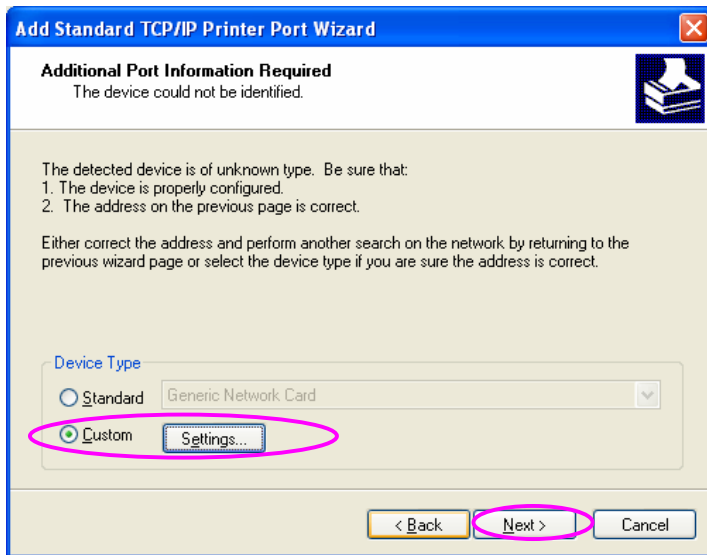 Add Standard TCP/IP Printer Port Wizard
Additional Port Information Required
The device could not be identified.
The detected device is of unknown type.  Be sure that:
1. The device is properly configured.
2.  The address on the previous page is correct.
Either correct the address and perform another search on the network by returning to the
previous wizard page or select the device type if you are sure the address is correct.
Device Type
Standard
Generic Network Card
Custom
Settings...
< Back
Next >
Cancel